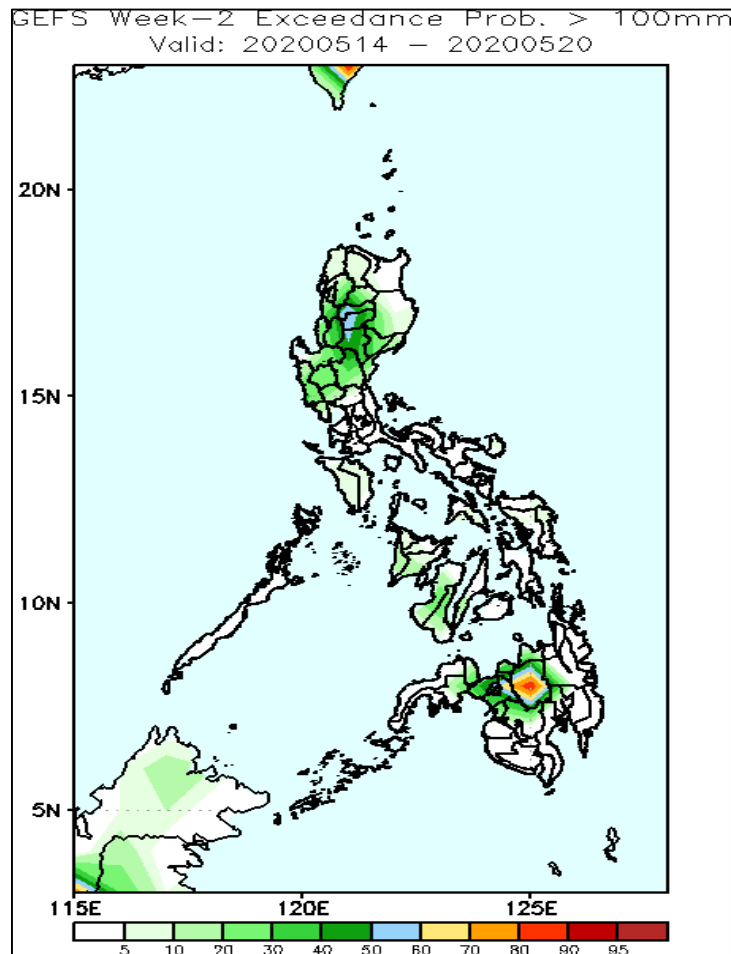 GEFS Week-2 Exceedance Prob. > 100mm
Valid: 20200514 - 20200520
20N
15N
10N
5N
115E 120E 125E
5 10 20 30 40 50 60 70 80 90 95